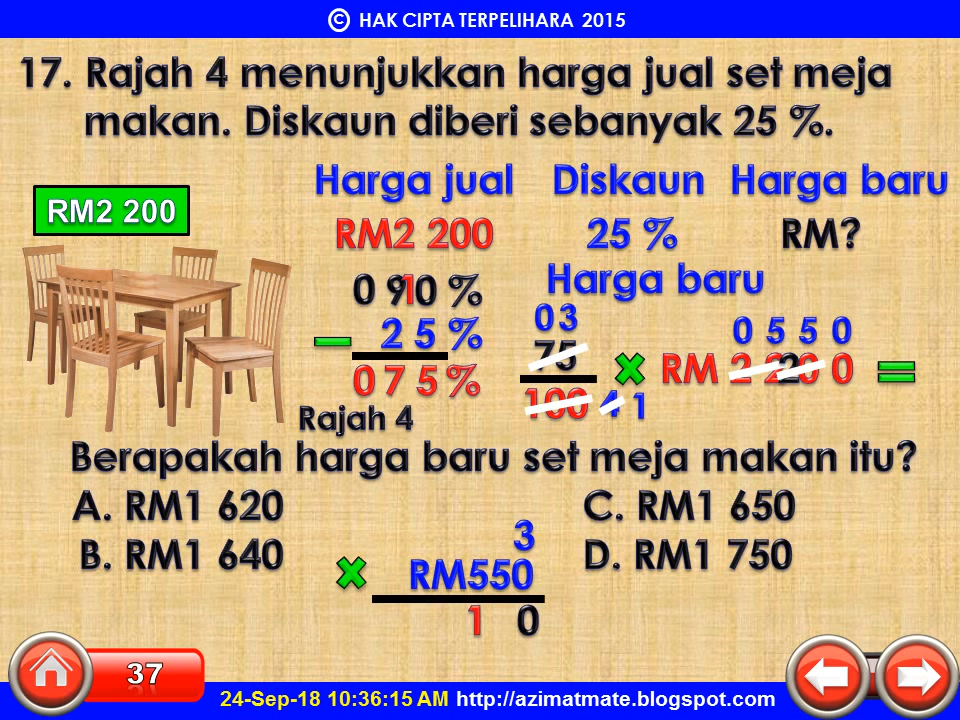 © HAK CIPTA TERPELIHARA 2015
17. Rajah 4 menunjukkan harga jual set meja
makan. Diskaun diberi sebanyak 25 %.
Harga jual Diskaun Harga baru
RM2 200
RM2 200 25 % RM?
Harga baru
0 9 10 %
- 2 5 %
0 7 5 %
0 3
75
100 4 1
× RM 2 2 0 0 =
0 5 5 0
Rajah 4
Berapakah harga baru set meja makan itu?
A. RM1 620 C. RM1 650
B. RM1 640 D. RM1 750
3
× RM550
1 0
37
24-Sep-18 10:36:15 AM http://azimatmate.blogspot.com